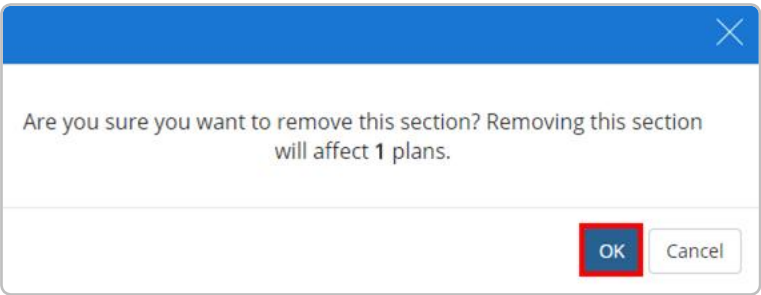 Are you sure you want to remove this section? Removing this section
will affect 1 plans.
OK
Cancel